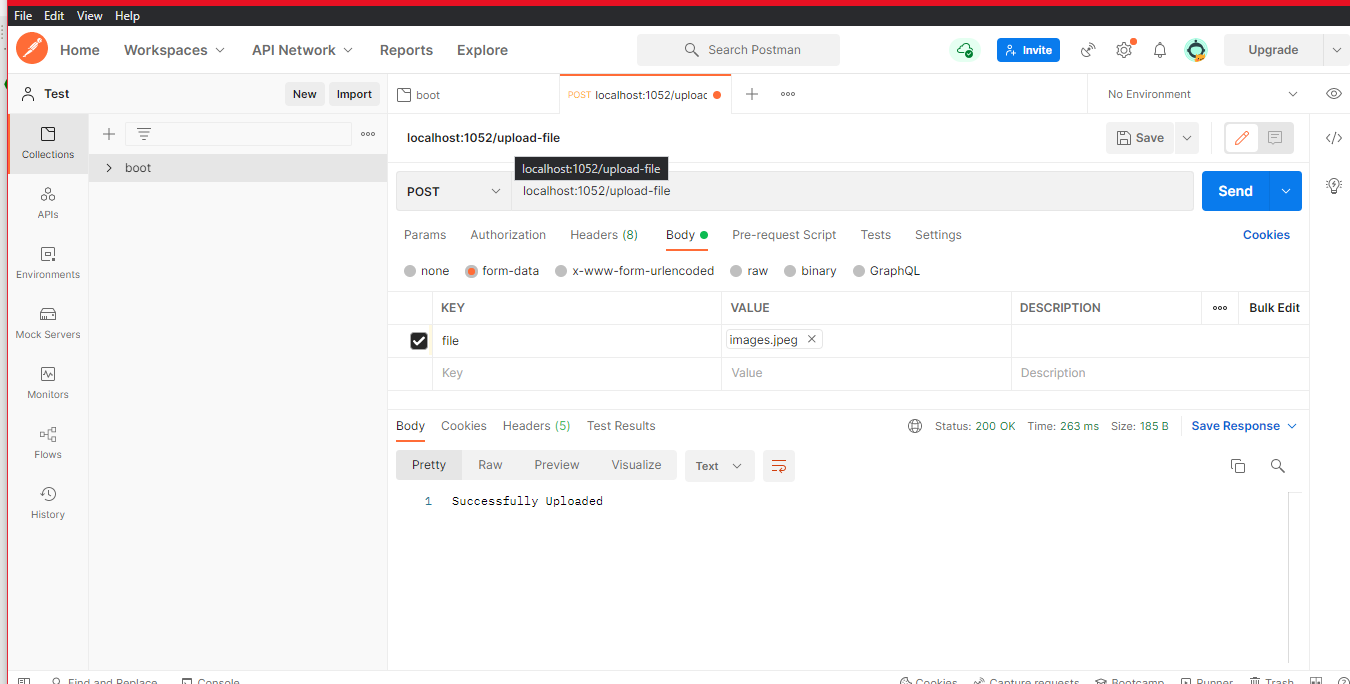 File Edit View Help
Home Workspaces API Network Reports Explore Search Postman Invite Upgrade
Test New Import boot POST localhost:1052/uploac No Environment
localhost:1052/upload-file Save
Collections
boot
localhost:1052/upload-file
POST localhost:1052/upload-file Send
APIs
Params Authorization Headers (8) Body Pre-request Script Tests Settings Cookies
Environments
none form-data x-www-form-urlencoded raw binary GraphQL
KEY VALUE DESCRIPTION Bulk Edit
Mock Servers
file images.jpeg
Key Value Description
Monitors
Body Cookies Headers (5) Test Results Status: 200 OK Time: 263 ms Size: 185 B Save Response
Flows
Pretty Raw Preview Visualize Text
1 Successfully Uploaded
History
Find and Replace Console Cookies Capture requests Bootcamp Runner Trash